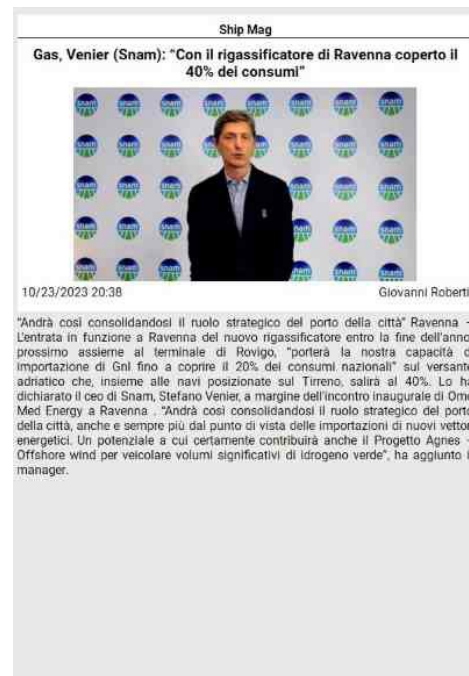 Ship Mag
Gas, Venier (Snam): “Con il rigassificatore di Ravenna coperto il
40% dei consumi”
snam snam snam snam snam snam
10/23/2023 20:38 Giovanni Roberti
“Andrà così consolidandosi il ruolo strategico del porto della città” Ravenna -
L'entrata in funzione a Ravenna del nuovo rigassificatore entro la fine dell'anno
prossimo assieme al terminale di Rovigo, “porterà la nostra capacità
importazione di Gnl fino a coprire il 20% dei consumi nazionali” sul versante
adriatico che, insieme alle navi posizionate sul Tirreno, salirà al 40%. Lo
dichiarato il ceo di Snam, Stefano Venier, a margine dell'incontro inaugurale di
Med Energy a Ravenna . “Andrà così consolidandosi il ruolo strategico del
della città, anche e sempre più dal punto di vista delle importazioni di nuovi
energetici. Un potenziale a cui certamente contribuirà anche il Progetto Agnes -
Offshore wind per veicolare volumi significativi di idrogeno verde”, ha aggiunto
manager.